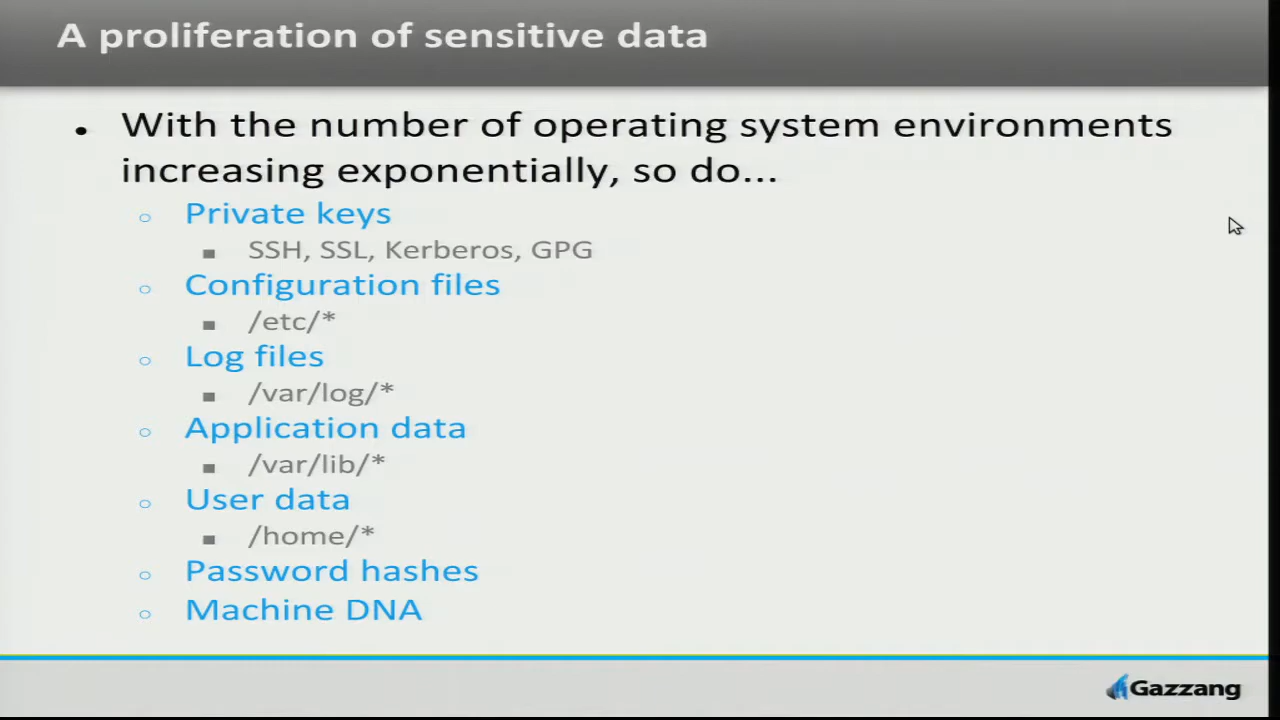 A proliferation of sensitive data
• With the number of operating system environments
increasing exponentially, so do...
○ Private keys
■ SSH, SSL, Kerberos, GPG
○ Configuration files
■ /etc/*
○ Log files
■ /var/log/*
○ Application data
■ /var/lib/*
○ User data
■ /home/*
○ Password hashes
○ Machine DNA
Gazzang